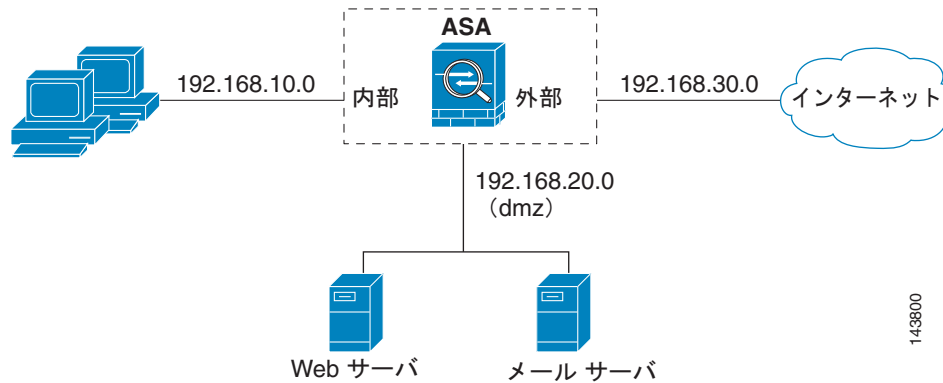 ASA
192.168.10.0
内部
外部
192.168.30.0
インターネット
192.168.20.0
(dmz)
Web サーバ
メール サーバ
143800